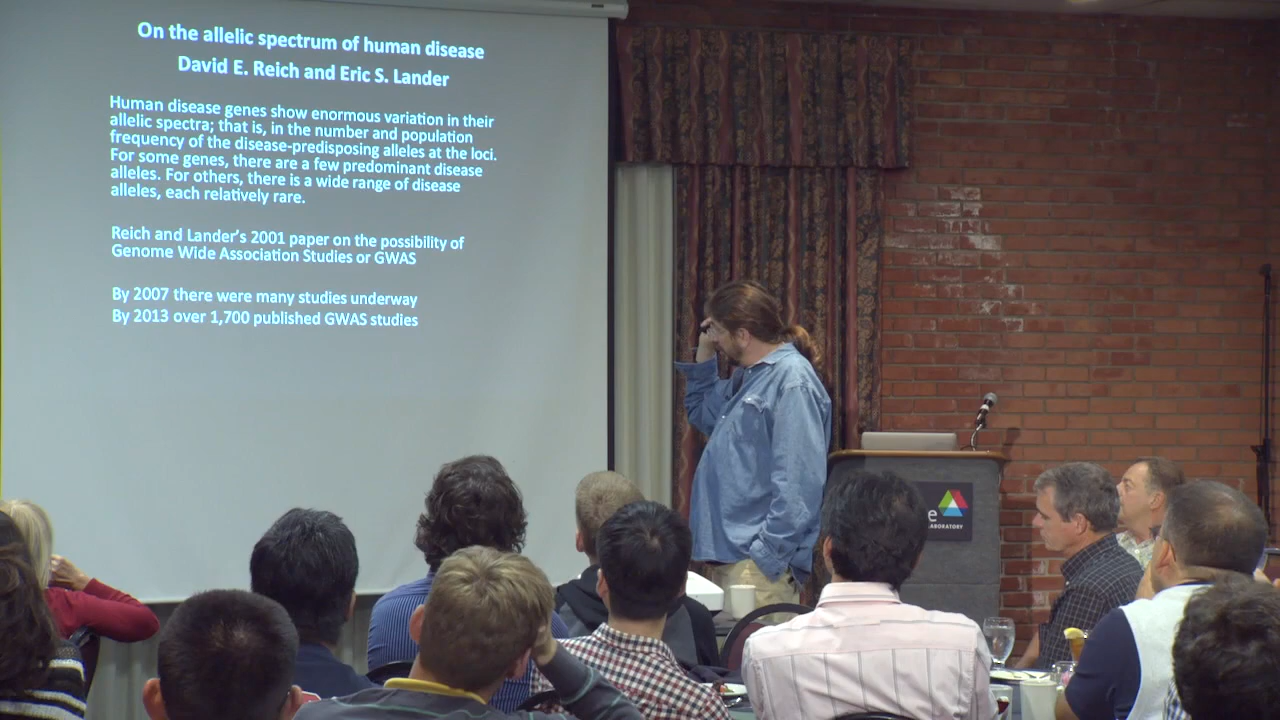 On the allelic spectrum of human disease
David E. Reich and Eric S. Lander
Human disease genes show enormous variation in their
allelic spectra; that is, in the number and population
frequency of the disease-predisposing alleles at the loci.
For some genes, there are a few predominant disease
alleles. For others, there is a wide range of disease
alleles, each relatively rare.
Reich and Lander's 2001 paper on the possibility of
Genome Wide Association Studies or GWAS
By 2007 there were many studies underway
By 2013 over 1,700 published GWAS studies